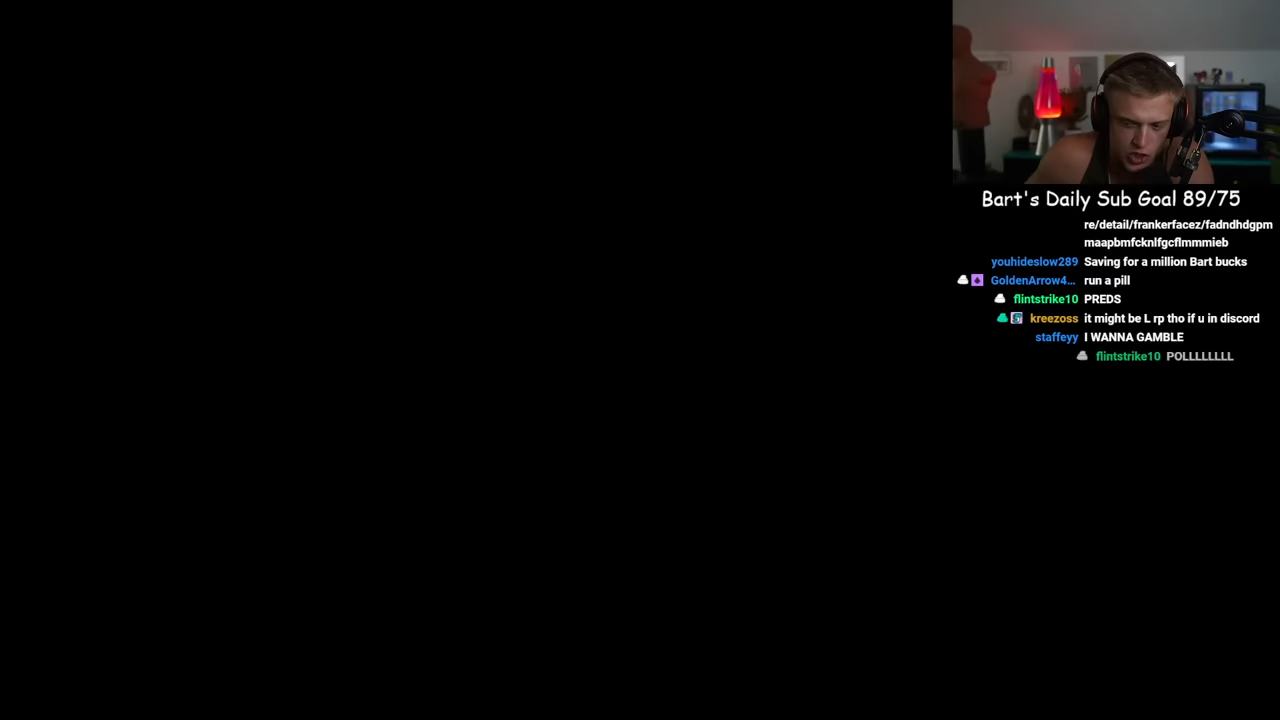 Bart's Daily Sub Goal 89/75
re/detail/frankerfacez/fadndhdgpm
maapbmfcknlfgcflmmmieb
youhideslow289 Saving for a million Bart bucks
GoldenArrow4... run a pill
flintstrike10 PREDS
kreezoss it might be L rp tho if u in discord
staffeyy I WANNA GAMBLE
flintstrike10 POLLLLLLLL